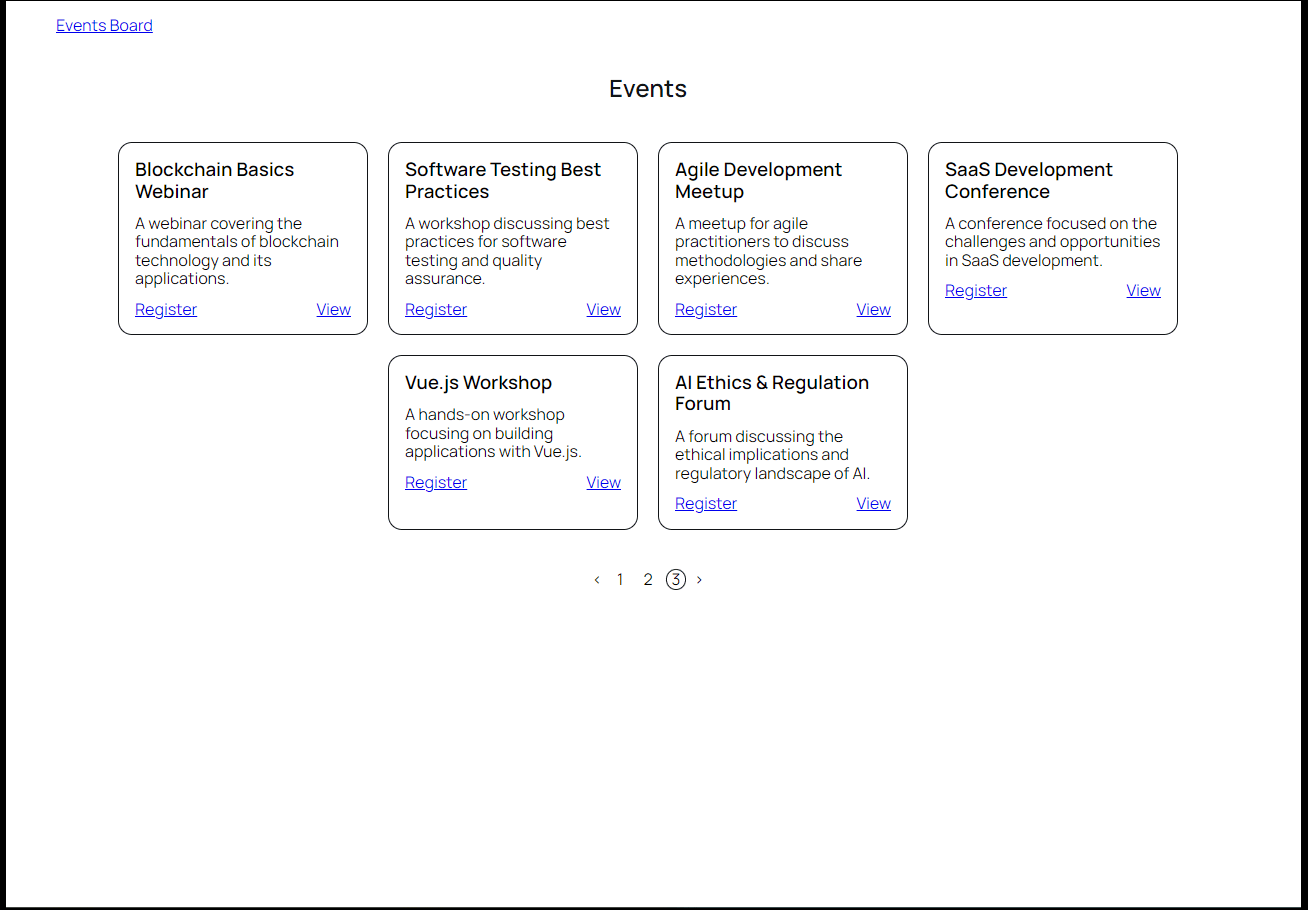 Events Board
Events
Blockchain Basics
Webinar
A webinar covering the
fundamentals of blockchain
technology and its
applications.
Register View
Software Testing Best
Practices
A workshop discussing best
practices for software
testing and quality
assurance.
Register View
Agile Development
Meetup
A meetup for agile
practitioners to discuss
methodologies and share
experiences.
Register View
SaaS Development
Conference
A conference focused on the
challenges and opportunities
in SaaS development.
Register View
Vue.js Workshop
A hands-on workshop
focusing on building
applications with Vue.js.
Register View
AI Ethics & Regulation
Forum
A forum discussing the
ethical implications and
regulatory landscape of AI.
Register View
‹ 1 2 3 ›